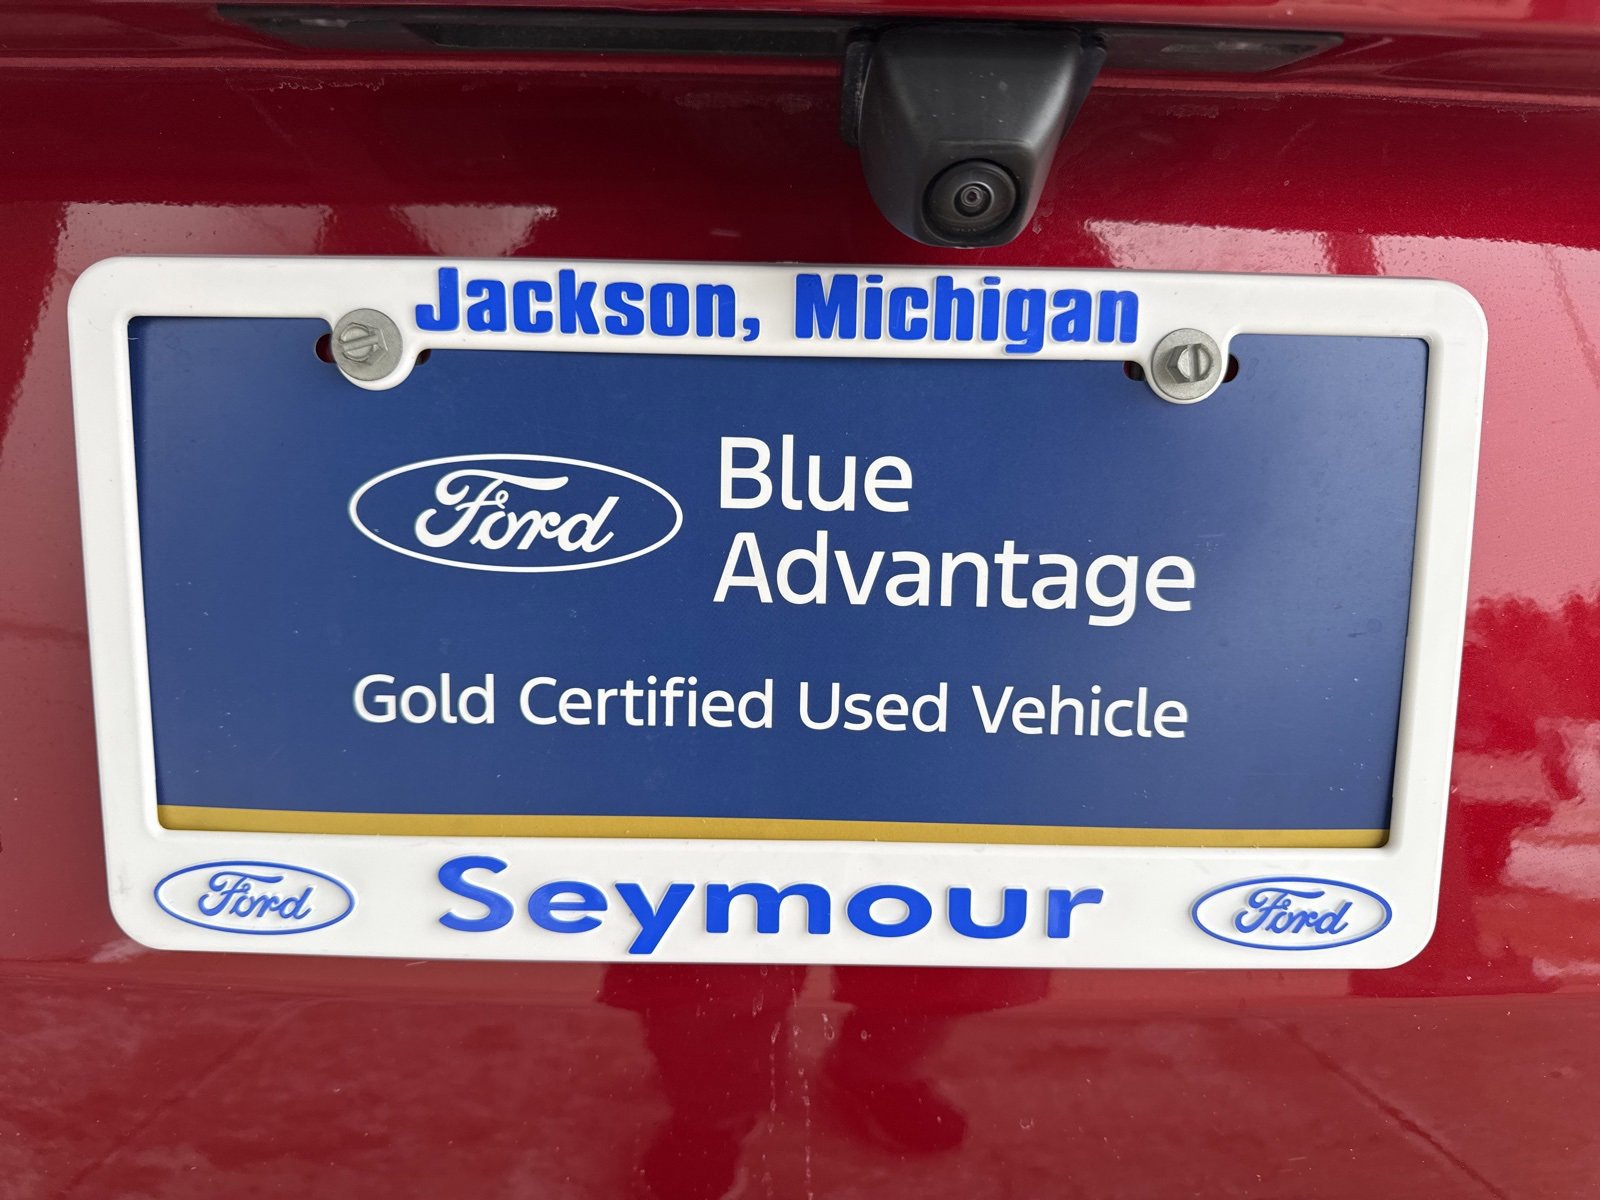 Jackson, Michigan
Ford
Blue
Advantage
Gold Certified Used Vehicle
Ford Seymour Ford